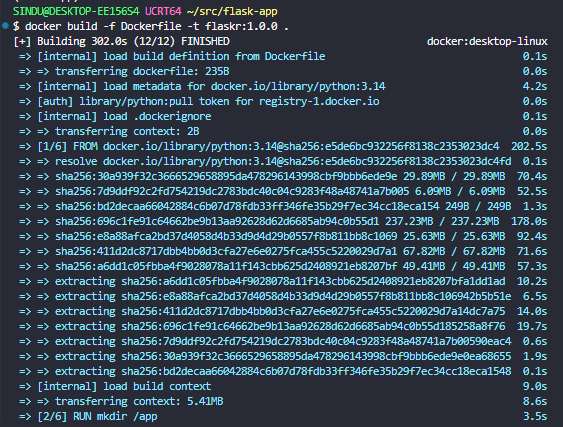 SINDU@DESKTOP-EE156S4 UCRT64 ~/src/flask-app
$ docker build -f Dockerfile -t flaskr:1.0.0 .
[+] Building 302.0s (12/12) FINISHED docker:desktop-linux
=> [internal] load build definition from Dockerfile 0.1s
=> => transferring dockerfile: 235B 0.0s
=> [internal] load metadata for docker.io/library/python:3.14 4.2s
=> [auth] library/python:pull token for registry-1.docker.io 0.0s
=> [internal] load .dockerignore 0.1s
=> => transferring context: 2B 0.0s
=> [1/6] FROM docker.io/library/python:3.14@sha256:e5de6bc932256f8138c2353023dc4 202.5s
=> => resolve docker.io/library/python:3.14@sha256:e5de6bc932256f8138c2353023dc4fd 0.1s
=> => sha256:30a939f32c3666529658895da478296143998cbf9bbb6ede9e 29.89MB / 29.89MB 70.4s
=> => sha256:7d9ddf92c2fd754219dc2783bdc40c04c9283f48a48741a7b005 6.09MB / 6.09MB 52.5s
=> => sha256:bd2decaa66042884c6b07d78fdb33ff346fe35b29f7ec34cc18eca154 249B / 249B 1.3s
=> => sha256:696c1fe91c64662be9b13aa92628d62d6685ab94c0b55d1 237.23MB / 237.23MB 178.0s
=> => sha256:e8a88afca2bd37d4058d4b33d9d4d29b0557f8b811bb8c1069 25.63MB / 25.63MB 92.4s
=> => sha256:411d2dc8717dbb4bb0d3cfa27e6e0275fca455c5220029d7a1 67.82MB / 67.82MB 71.6s
=> => sha256:a6dd1c05fbba4f9028078a11f143cbb625d2408921eb8207bf 49.41MB / 49.41MB 57.3s
=> => extracting sha256:a6dd1c05fbba4f9028078a11f143cbb625d2408921eb8207bfa1dd1ad 10.2s
=> => extracting sha256:e8a88afca2bd37d4058d4b33d9d4d29b0557f8b811bb8c106942b5b51e 6.5s
=> => extracting sha256:411d2dc8717dbb4bb0d3cfa27e6e0275fca455c5220029d7a14dc7a75 14.0s
=> => extracting sha256:696c1fe91c64662be9b13aa92628d62d6685ab94c0b55d185258a8f76 19.7s
=> => extracting sha256:7d9ddf92c2fd754219dc2783bdc40c04c9283f48a48741a7b00590eac4 0.6s
=> => extracting sha256:30a939f32c3666529658895da478296143998cbf9bbb6ede9e0ea68655 1.9s
=> => extracting sha256:bd2decaa66042884c6b07d78fdb33ff346fe35b29f7ec34cc18eca1548 0.1s
=> [internal] load build context 9.0s
=> => transferring context: 5.41MB 8.6s
=> [2/6] RUN mkdir /app 3.5s